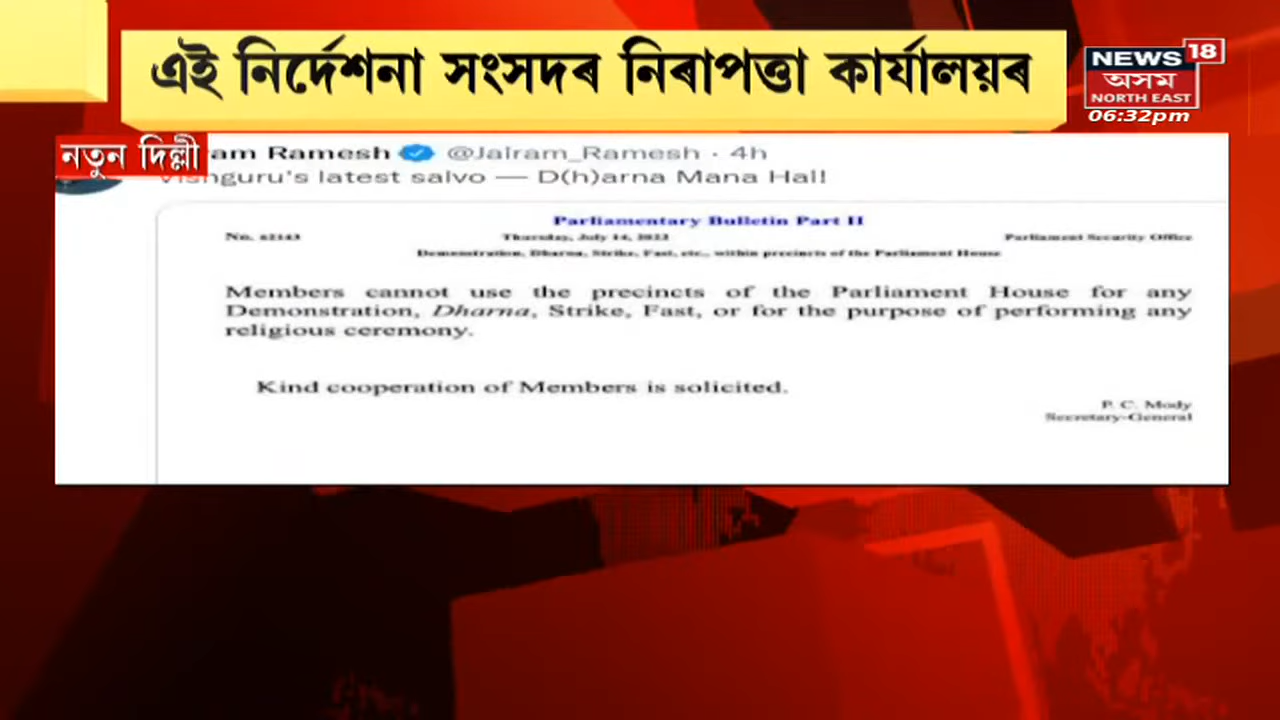 এই নিৰ্দেশনা সংসদৰ নিৰাপত্তা কাৰ্যালয়ৰ
NEWS 18
অসম
NORTH EAST
06:32pm
নতুন দিল্লী
am Ramesh @Jairam_Ramesh · 4h
Vishguru's latest salvo — D(h)arna Mana Hai!
Parliamentary Bulletin Part II
No. 62143 Thursday, July 14, 2022 Parliament Security Office
Demonstration, Dharna, Strike, Fast, etc., within precincts of the Parliament House
Members cannot use the precincts of the Parliament House for any
Demonstration, Dharna, Strike, Fast, or for the purpose of performing any
religious ceremony.
Kind cooperation of Members is solicited.
P. C. Mody
Secretary-General